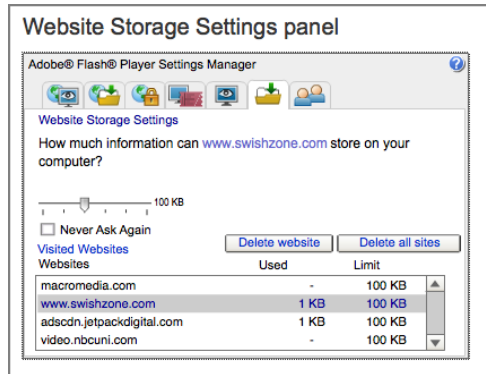 Website Storage Settings panel
Adobe® Flash® Player Settings Manager
?
Website Storage Settings
How much information can www.swishzone.com store on your
computer?
100 KB
Never Ask Again
Visited Websites Delete website Delete all sites
Websites Used Limit
macromedia.com - 100 KB
www.swishzone.com 1 KB 100 KB
adscdn.jetpackdigital.com 1 KB 100 KB
video.nbcuni.com - 100 KB